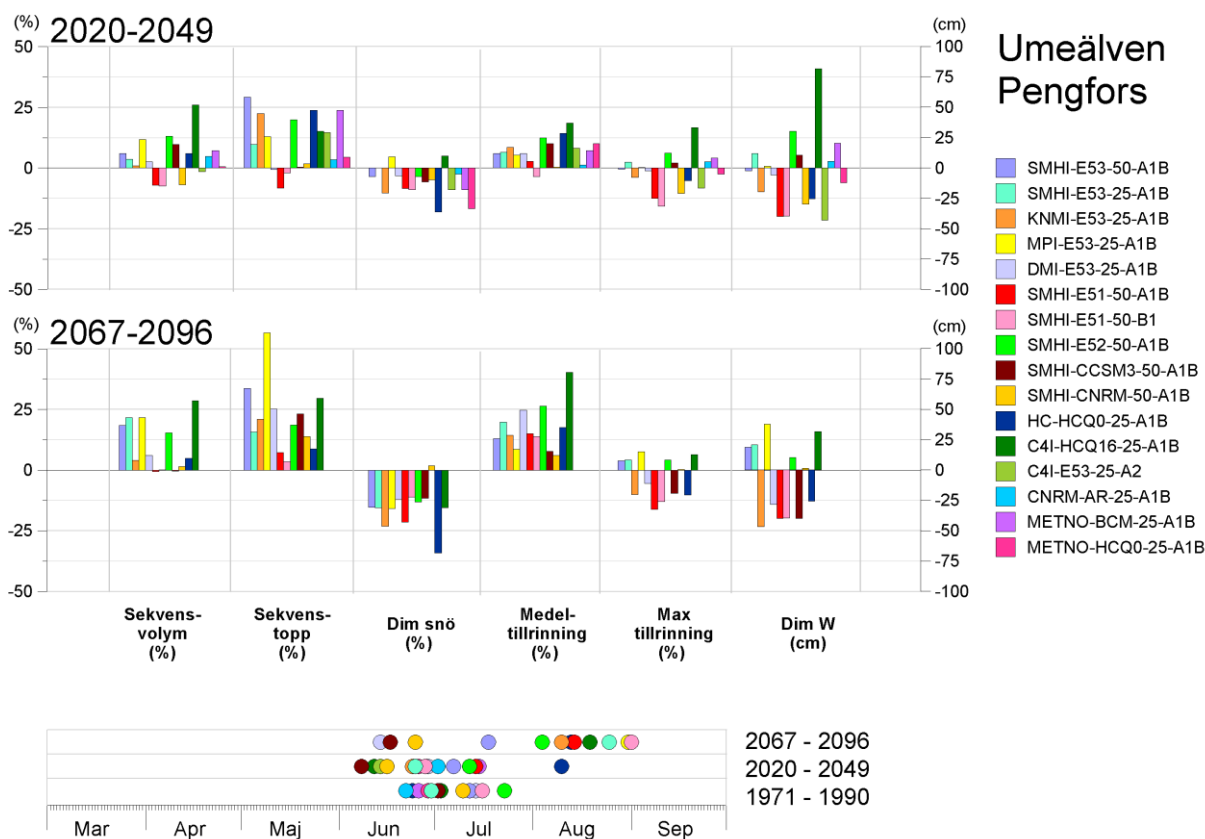 (%)
2020-2049
(cm)
50
25
0
-25
-50
100
75
50
25
0
-25
-50
-75
-100
(%)
2067-2096
(cm)
50
25
0
-25
-50
100
75
50
25
0
-25
-50
-75
-100
Sekvens-
volym
(%)
Sekvens-
topp
(%)
Dim snö
(%)
Medel-
tillrinning
(%)
Max
tillrinning
(%)
Dim W
(cm)
Umeälven
Pengfors
SMHI-E53-50-A1B
SMHI-E53-25-A1B
KNMI-E53-25-A1B
MPI-E53-25-A1B
DMI-E53-25-A1B
SMHI-E51-50-A1B
SMHI-E51-50-B1
SMHI-E52-50-A1B
SMHI-CCSM3-50-A1B
SMHI-CNRM-50-A1B
HC-HCQ0-25-A1B
C4I-HCQ16-25-A1B
C4I-E53-25-A2
CNRM-AR-25-A1B
METNO-BCM-25-A1B
METNO-HCQ0-25-A1B
2067 - 2096
2020 - 2049
1971 - 1990
Mar Apr Maj Jun Jul Aug Sep